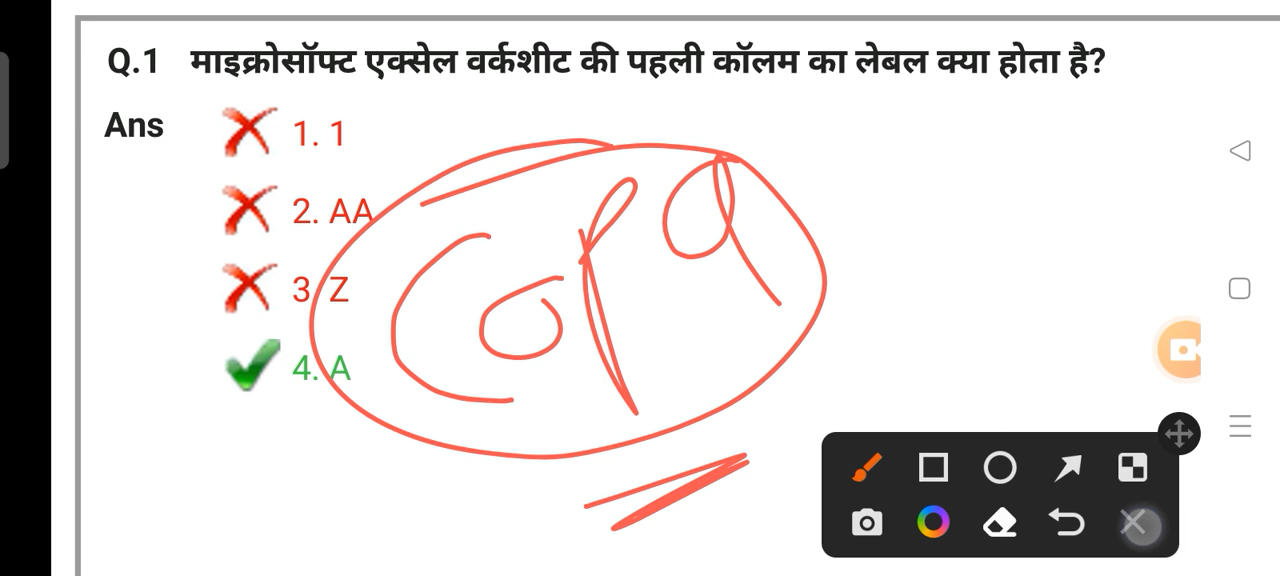 Q.1 माइक्रोसॉफ्ट एक्सेल वर्कशीट की पहली कॉलम का लेबल क्या होता है?
Ans 1. 1
2. AA
3. Z
4. A